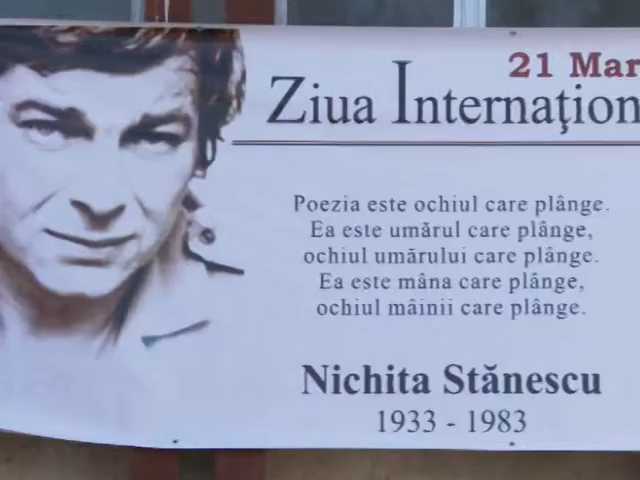 21 Mar
Ziua Internaţion
Poezia este ochiul care plânge.
Ea este umărul care plânge,
ochiul umărului care plânge.
Ea este mâna care plânge,
ochiul mâinii care plânge.
Nichita Stănescu
1933 - 1983